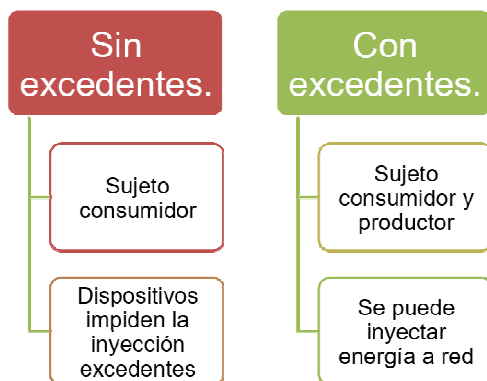 Sin
excedentes.
Sujeto
consumidor
Dispositivos
impiden la
inyección
excedentes
Con
excedentes.
Sujeto
consumidor y
productor
Se puede
inyectar
energía a red